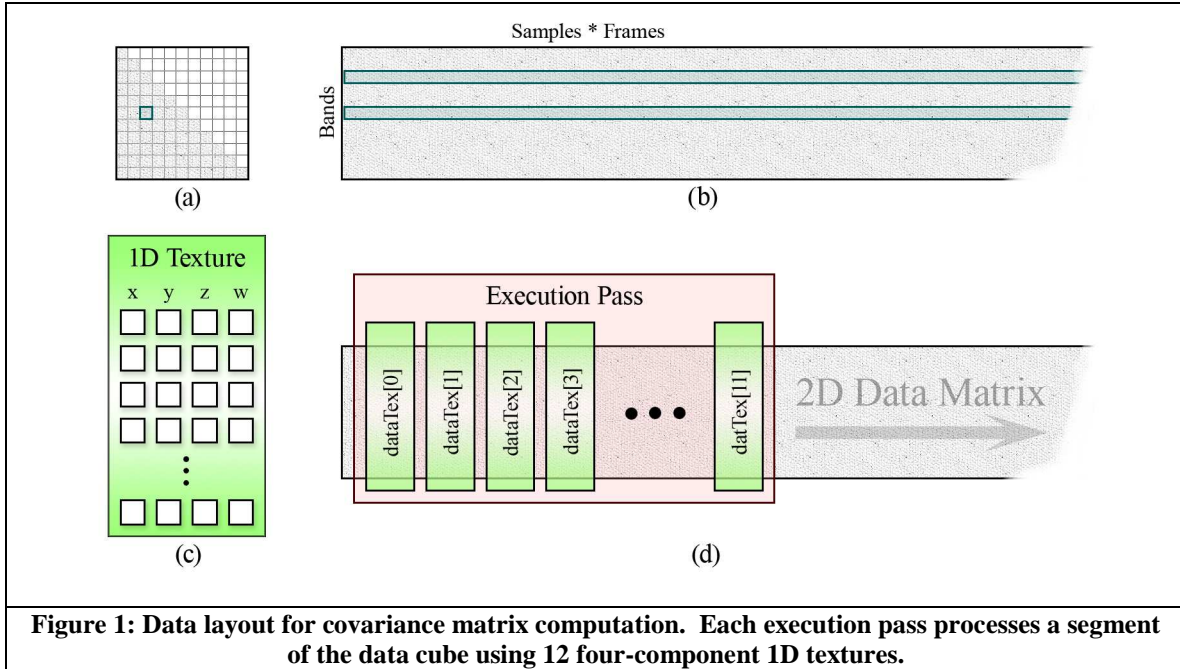 Samples * Frames
Bands
(a)
(b)
1D Texture
x y z w
(c)
Execution Pass
dataTex[0]
dataTex[1]
dataTex[2]
dataTex[3]
datTex[11]
2D Data Matrix
(d)
Figure 1: Data layout for covariance matrix computation. Each execution pass processes a segment
of the data cube using 12 four-component 1D textures.